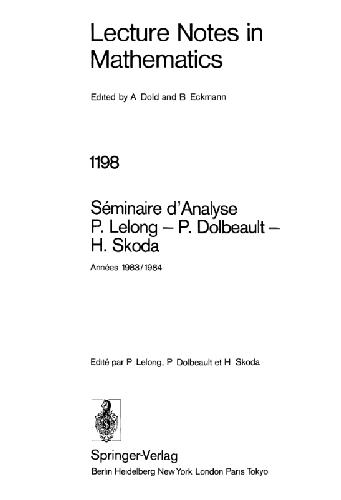 Lecture Notes in
Mathematics
Edited by A. Dold and B. Eckmann
1198
Séminaire d'Analyse
P. Lelong – P. Dolbeault –
H. Skoda
Années 1983/1984
Edité par P. Lelong, P. Dolbeault et H. Skoda
Springer-Verlag
Berlin Heidelberg New York London Paris Tokyo